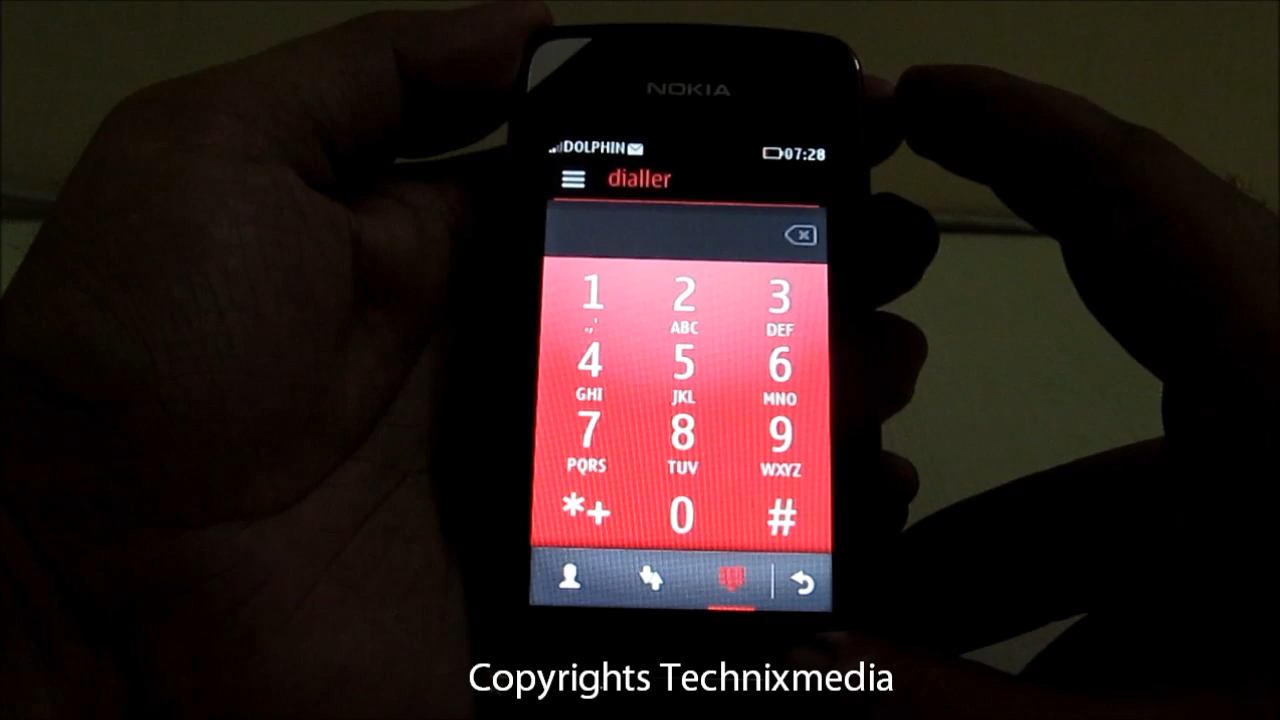 NOKIA
DOLPHIN 07:28
dialler
1 2 3
.,' ABC DEF
4 5 6
GHI JKL MNO
7 8 9
PQRS TUV WXYZ
*+ 0 #
Copyrights Technixmedia